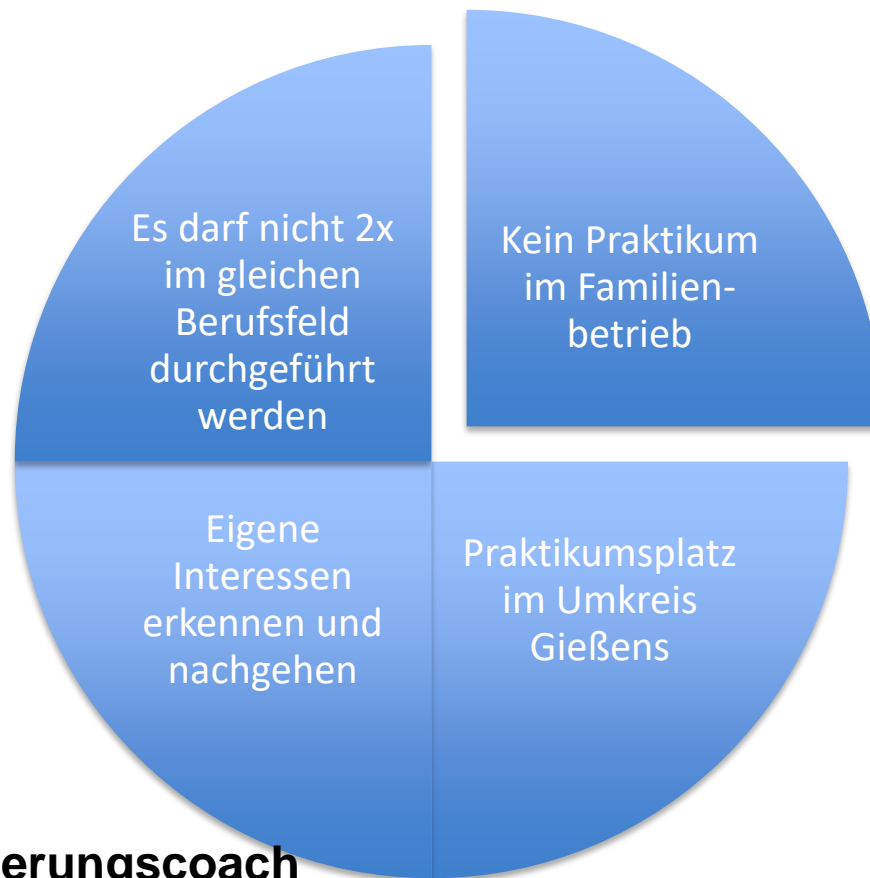 Es darf nicht 2x
im gleichen
Berufsfeld
durchgeführt
werden
Kein Praktikum
im Familien-
betrieb
Eigene
Interessen
erkennen und
nachgehen
Praktikumsplatz
im Umkreis
Gießens
erungscoach